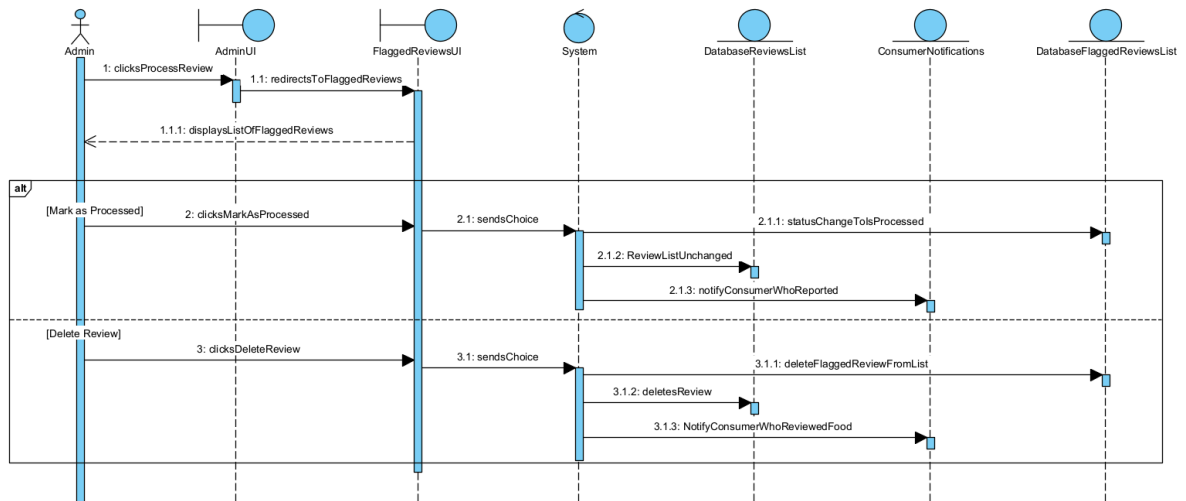 Admin
AdminUI
FlaggedReviewsUI
System
DatabaseReviewsList
ConsumerNotifications
DatabaseFlaggedReviewsList
1: clicksProcessReview
1.1: redirectsToFlaggedReviews
1.1.1: displaysListOfFlaggedReviews
alt
[Mark as Processed]
2: clicksMarkAsProcessed
2.1: sendsChoice
2.1.1: statusChangeToIsProcessed
2.1.2: ReviewListUnchanged
2.1.3: notifyConsumerWhoReported
[Delete Review]
3: clicksDeleteReview
3.1: sendsChoice
3.1.1: deleteFlaggedReviewFromList
3.1.2: deletesReview
3.1.3: NotifyConsumerWhoReviewedFood